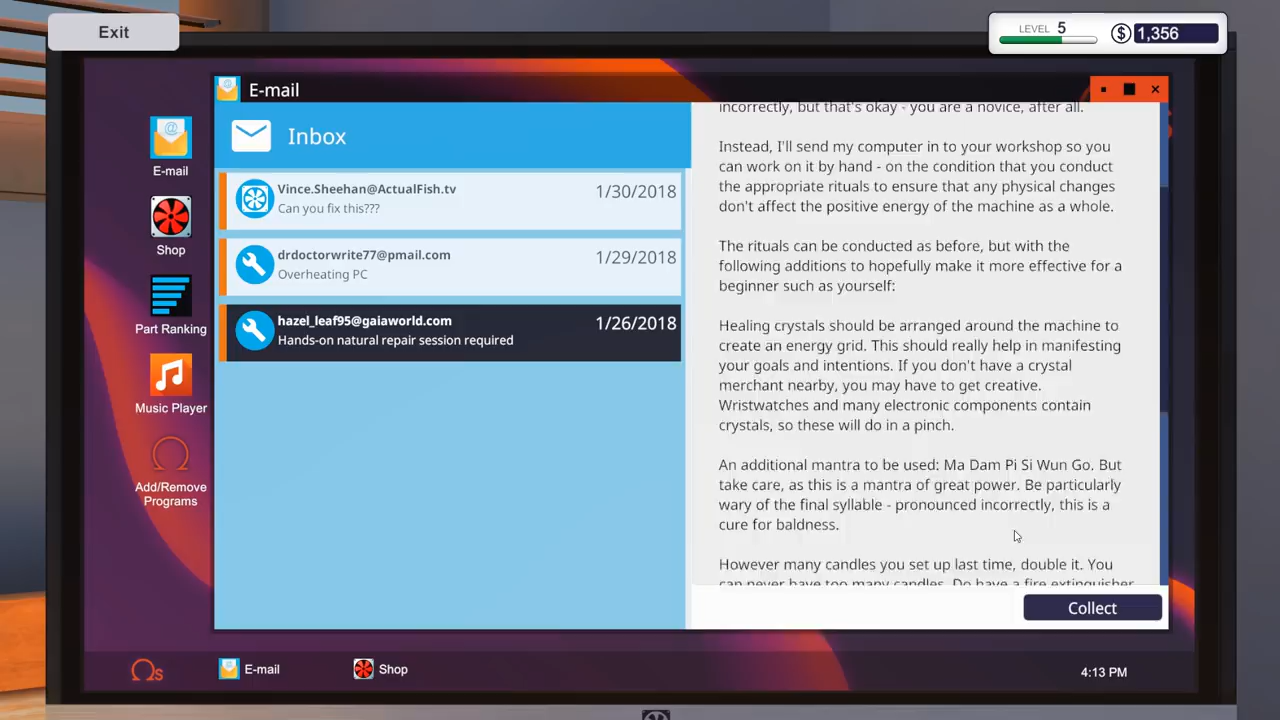 Exit
LEVEL 5
$ 1,356
E-mail
E-mail
Shop
Part Ranking
Music Player
Add/Remove
Programs
Inbox
Vince.Sheehan@ActualFish.tv
1/30/2018
Can you fix this???
drdoctorwrite77@pmail.com
1/29/2018
Overheating PC
hazel_leaf95@gaiaworld.com
1/26/2018
Hands-on natural repair session required
incorrectly, but that's okay - you are a novice, after all.
Instead, I'll send my computer in to your workshop so you
can work on it by hand - on the condition that you conduct
the appropriate rituals to ensure that any physical changes
don't affect the positive energy of the machine as a whole.
The rituals can be conducted as before, but with the
following additions to hopefully make it more effective for a
beginner such as yourself:
Healing crystals should be arranged around the machine to
create an energy grid. This should really help in manifesting
your goals and intentions. If you don't have a crystal
merchant nearby, you may have to get creative.
Wristwatches and many electronic components contain
crystals, so these will do in a pinch.
An additional mantra to be used: Ma Dam Pi Si Wun Go. But
take care, as this is a mantra of great power. Be particularly
wary of the final syllable - pronounced incorrectly, this is a
cure for baldness.
However many candles you set up last time, double it. You
can never have too many candles. Do have a fire extinguisher
Collect
Ωs
E-mail
Shop
4:13 PM